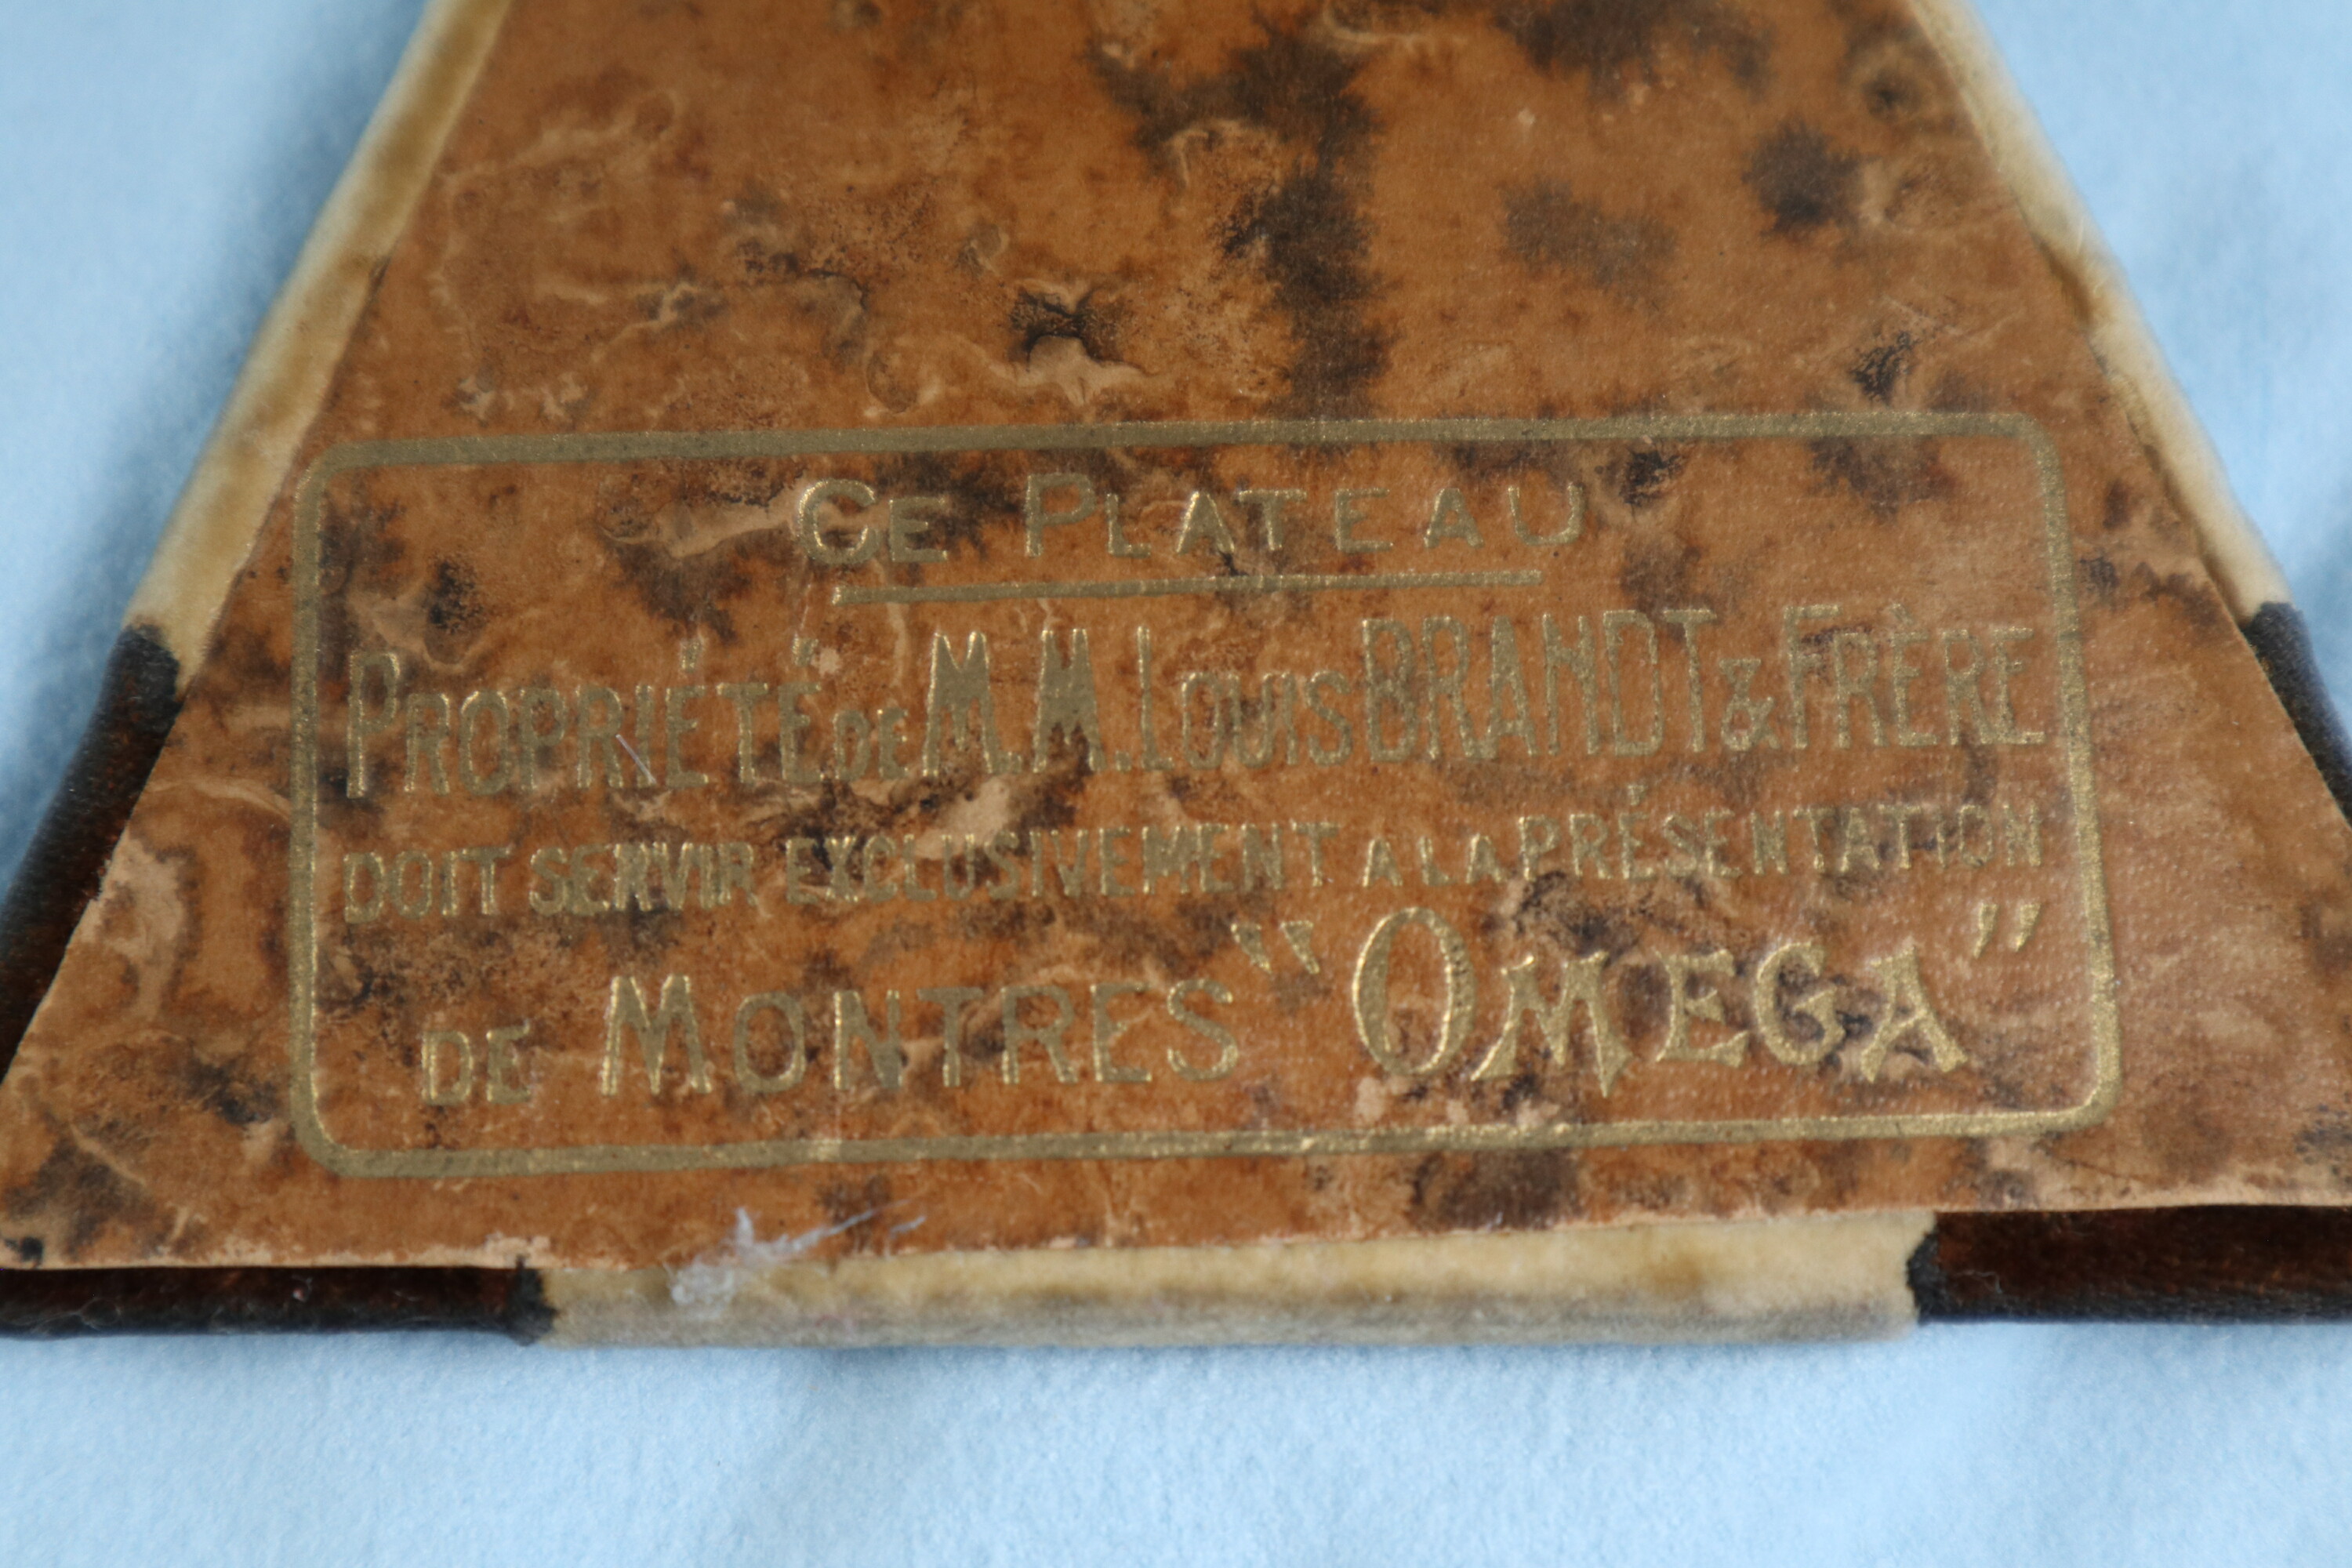 CE PLATEAU
PROPRIÉTÉ DE M.M. LOUIS BRANDT & FRÈRE
DOIT SERVIR EXCLUSIVEMENT A LA PRÉSENTATION
DE MONTRES “OMEGA”